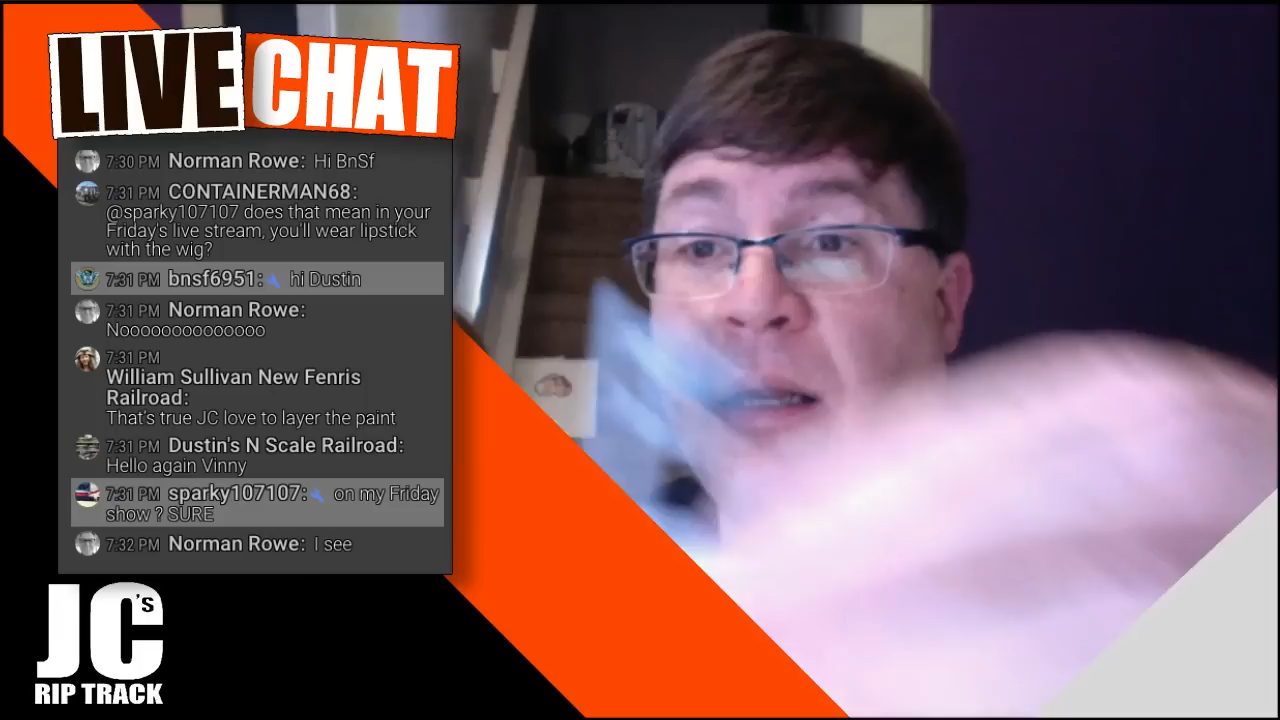 LIVE CHAT
7:30 PM Norman Rowe: Hi BnSf
7:31 PM CONTAINERMAN68:
@sparky107107 does that mean in your
Friday's live stream, you'll wear lipstick
with the wig?
7:31 PM bnsf6951: hi Dustin
7:31 PM Norman Rowe:
Nooooooooooooo
7:31 PM
William Sullivan New Fenris
Railroad:
That's true JC love to layer the paint
7:31 PM Dustin's N Scale Railroad:
Hello again Vinny
7:31 PM sparky107107: on my Friday
show ? SURE
7:32 PM Norman Rowe: I see
JC's
RIP TRACK